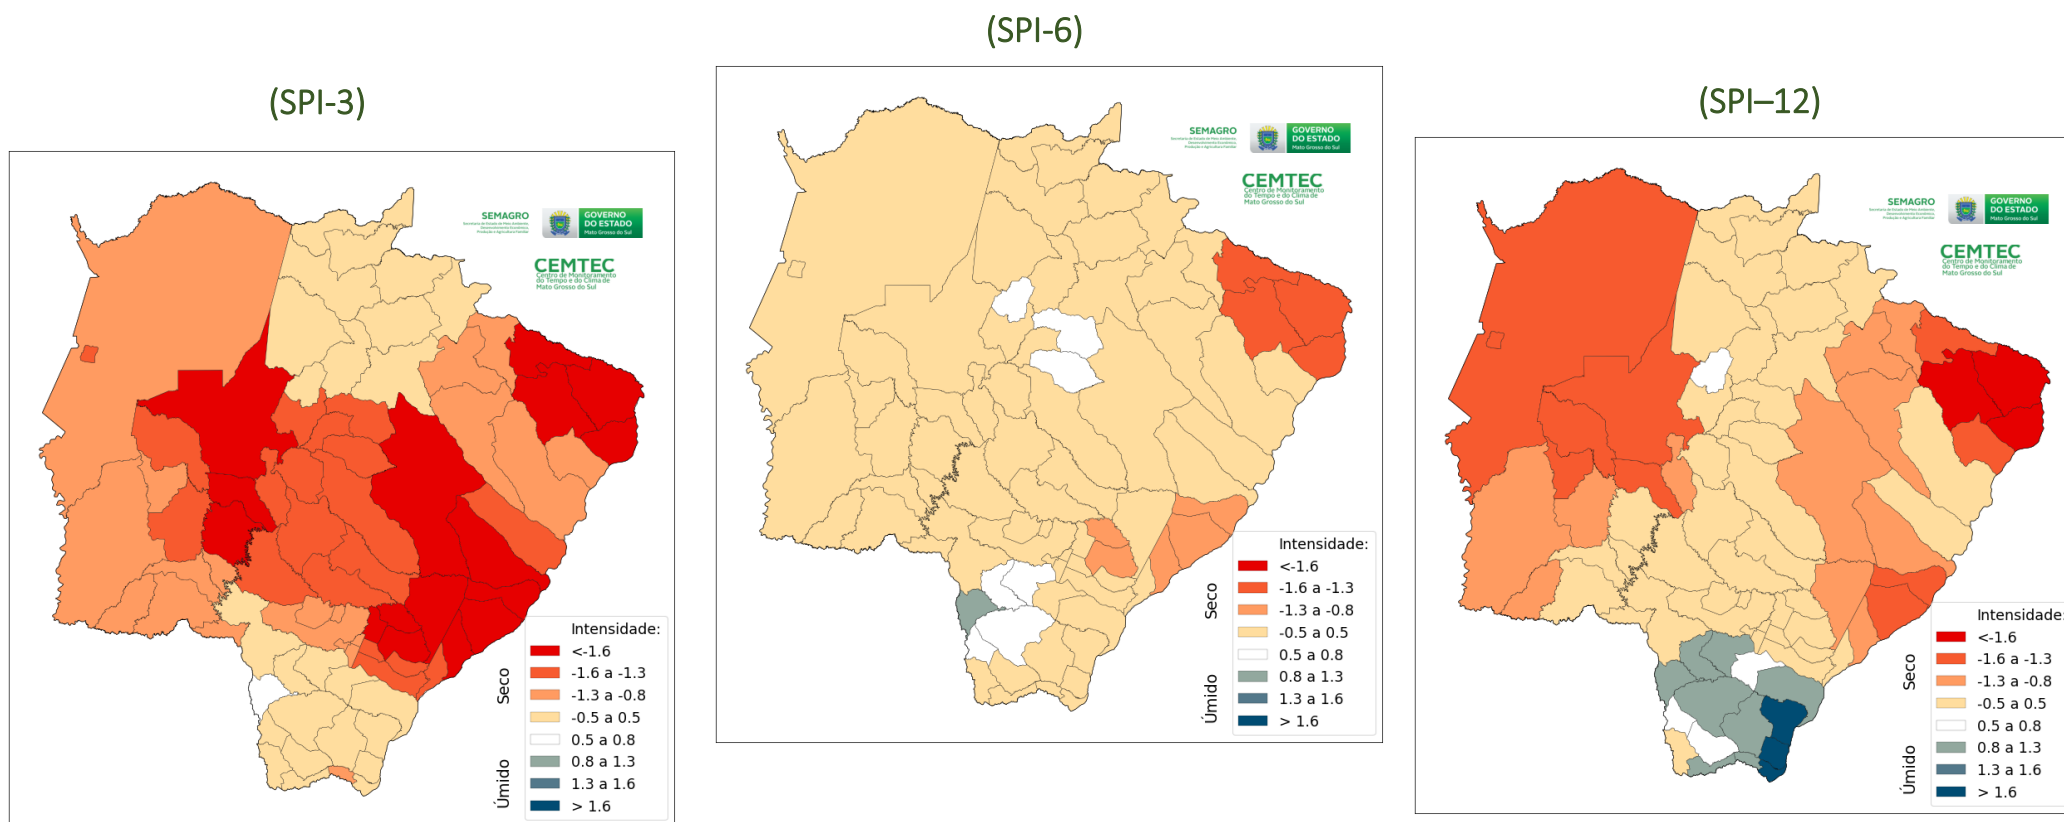 (SPI-3)
SEMAGRO
GOVERNO
DO ESTADO
Mato Grosso do Sul
CEMTEC
Centro de Monitoramento
do Tempo e do Clima de
Mato Grosso do Sul
Intensidade:
Seco
<-1.6
-1.6 a -1.3
-1.3 a -0.8
-0.5 a 0.5
0.5 a 0.8
Úmido
0.8 a 1.3
1.3 a 1.6
> 1.6
(SPI-6)
SEMAGRO
GOVERNO
DO ESTADO
Mato Grosso do Sul
CEMTEC
Centro de Monitoramento
do Tempo e do Clima de
Mato Grosso do Sul
Intensidade:
Seco
<-1.6
-1.6 a -1.3
-1.3 a -0.8
-0.5 a 0.5
0.5 a 0.8
Úmido
0.8 a 1.3
1.3 a 1.6
> 1.6
(SPI–12)
SEMAGRO
GOVERNO
DO ESTADO
Mato Grosso do Sul
CEMTEC
Centro de Monitoramento
do Tempo e do Clima de
Mato Grosso do Sul
Intensidade:
Seco
<-1.6
-1.6 a -1.3
-1.3 a -0.8
-0.5 a 0.5
0.5 a 0.8
Úmido
0.8 a 1.3
1.3 a 1.6
> 1.6